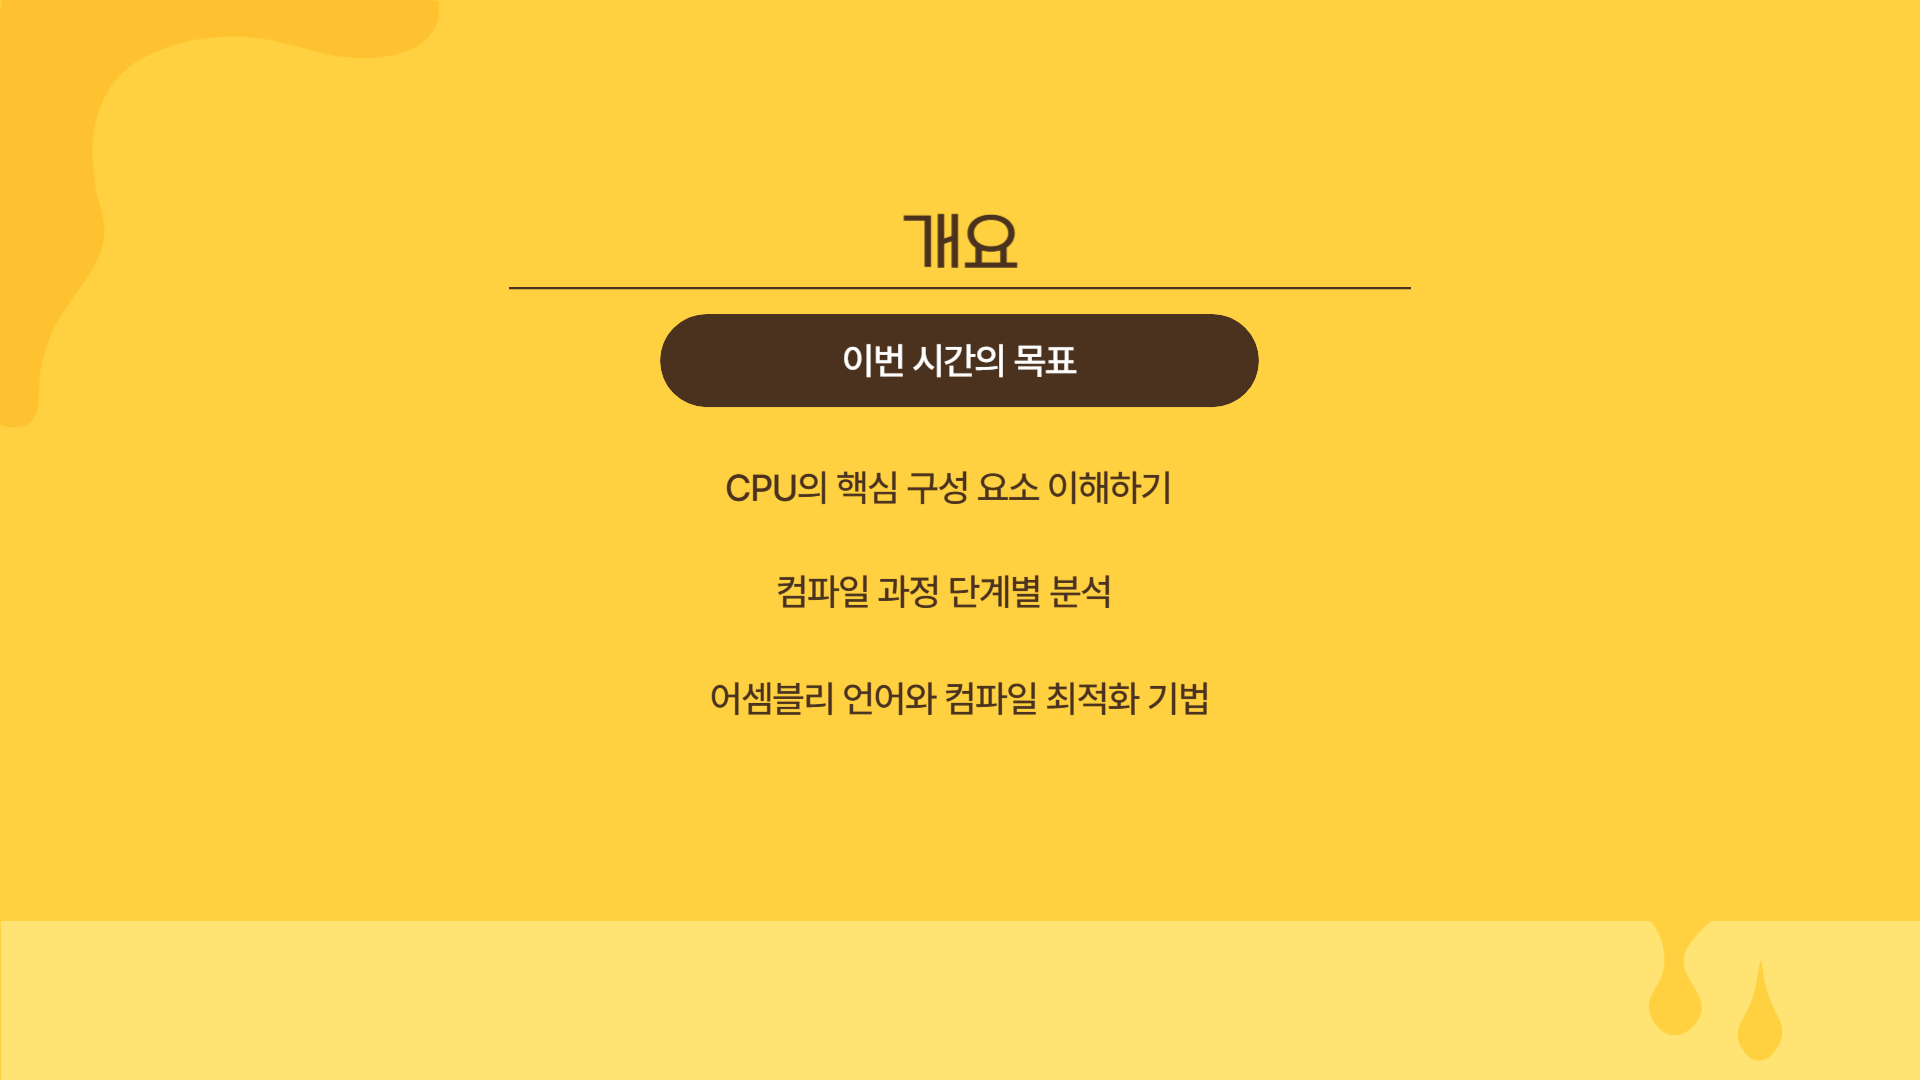 개요
이번 시간의 목표
CPU의 핵심 구성 요소 이해하기
컴파일 과정 단계별 분석
어셈블리 언어와 컴파일 최적화 기법